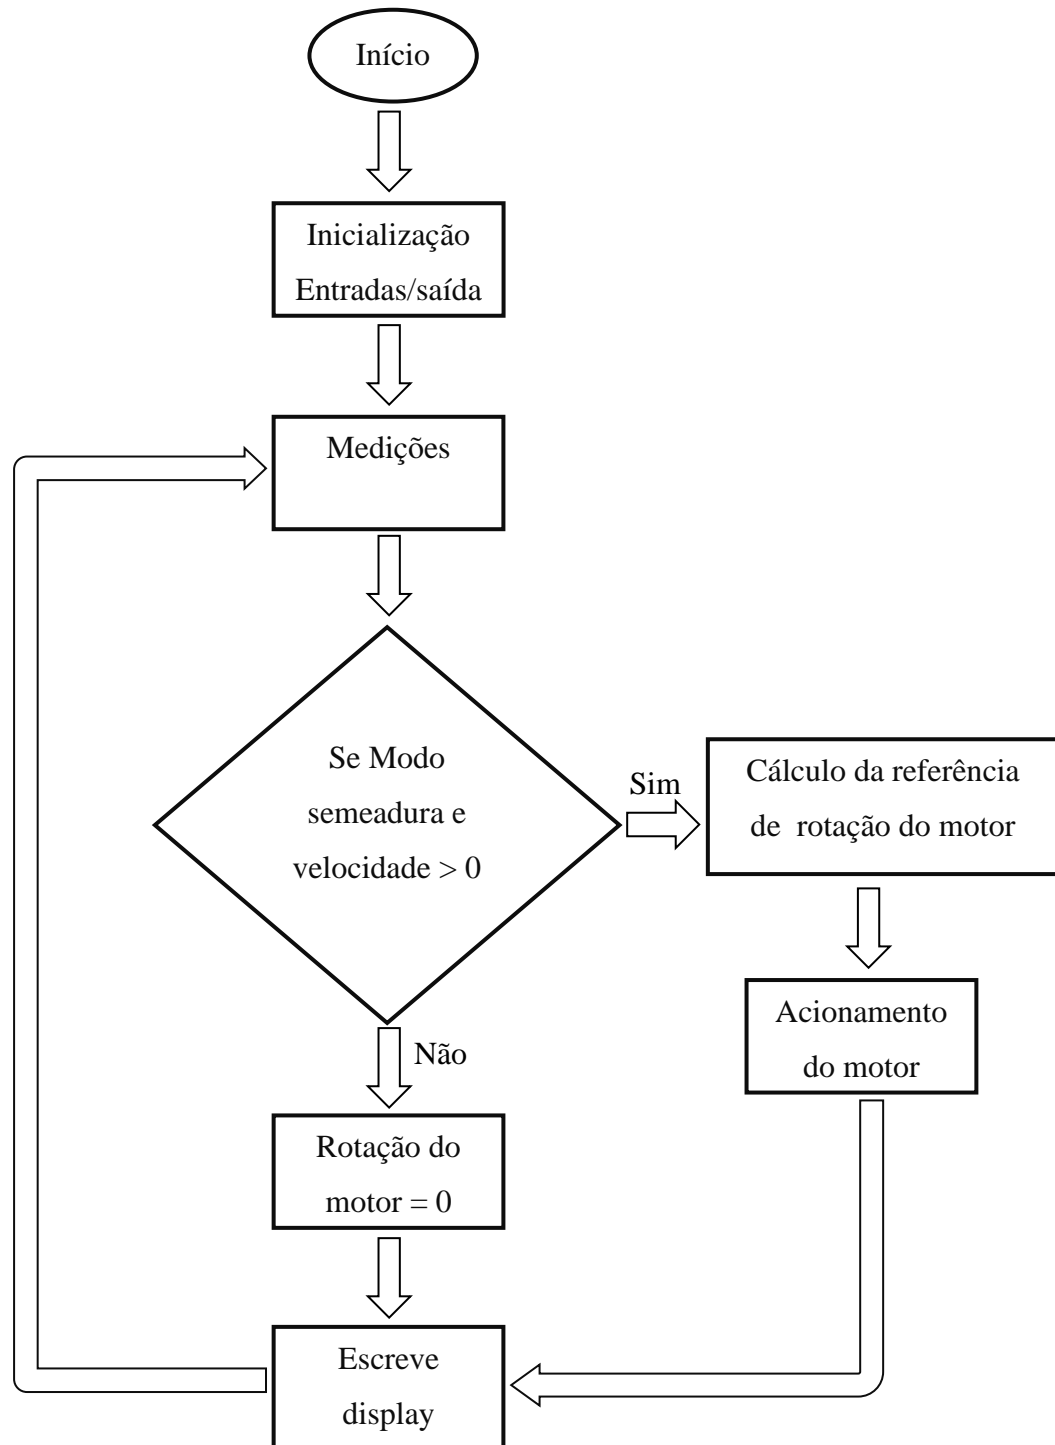 Início
Inicialização
Entradas/saída
Medições
Se Modo
semeadura e
velocidade > 0
Sim
Cálculo da referência
de rotação do motor
Acionamento
do motor
Não
Rotação do
motor = 0
Escreve
display